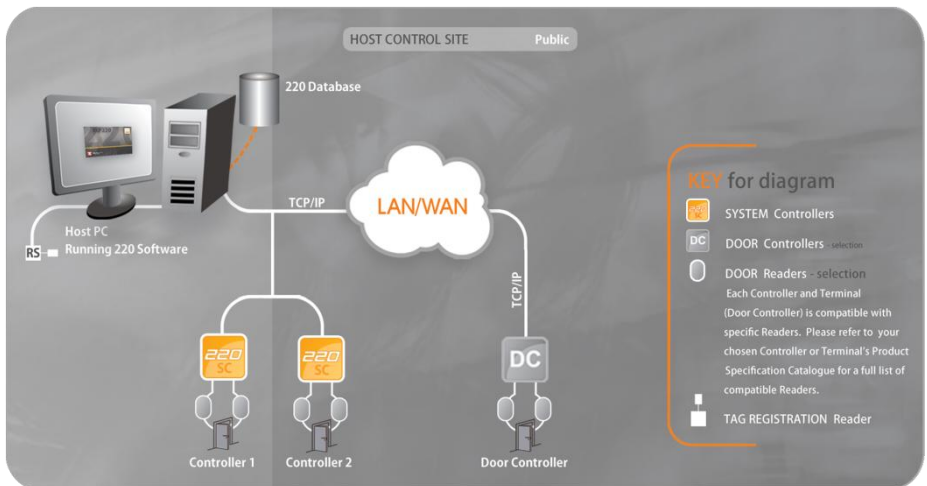 HOST CONTROL SITE Public
220 Database
TCP/IP
LAN/WAN
Host PC
Running 220 Software
RS
TCP/IP
220
SC
220
SC
DC
Controller 1
Controller 2
Door Controller
KEY for diagram
220
SC
SYSTEM Controllers
DC
DOOR Controllers - selection
DOOR Readers - selection
Each Controller and Terminal
(Door Controller) is compatible with
specific Readers. Please refer to your
chosen Controller or Terminal's Product
Specification Catalogue for a full list of
compatible Readers.
TAG REGISTRATION Reader